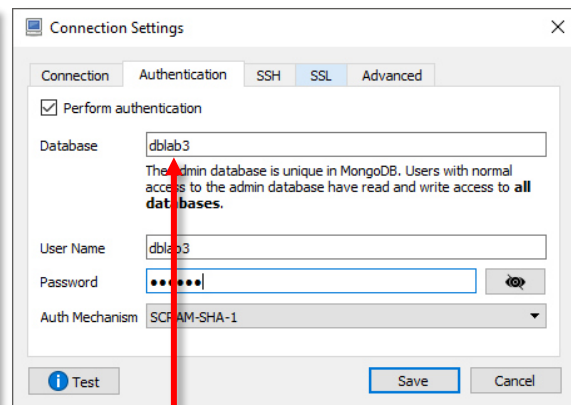 Connection Settings
Connection Authentication SSH SSL Advanced
Perform authentication
Database dblab3
The admin database is unique in MongoDB. Users with normal
access to the admin database have read and write access to all
databases.
User Name dblab3
Password ••••••
Auth Mechanism SCRAM-SHA-1
Test Save Cancel